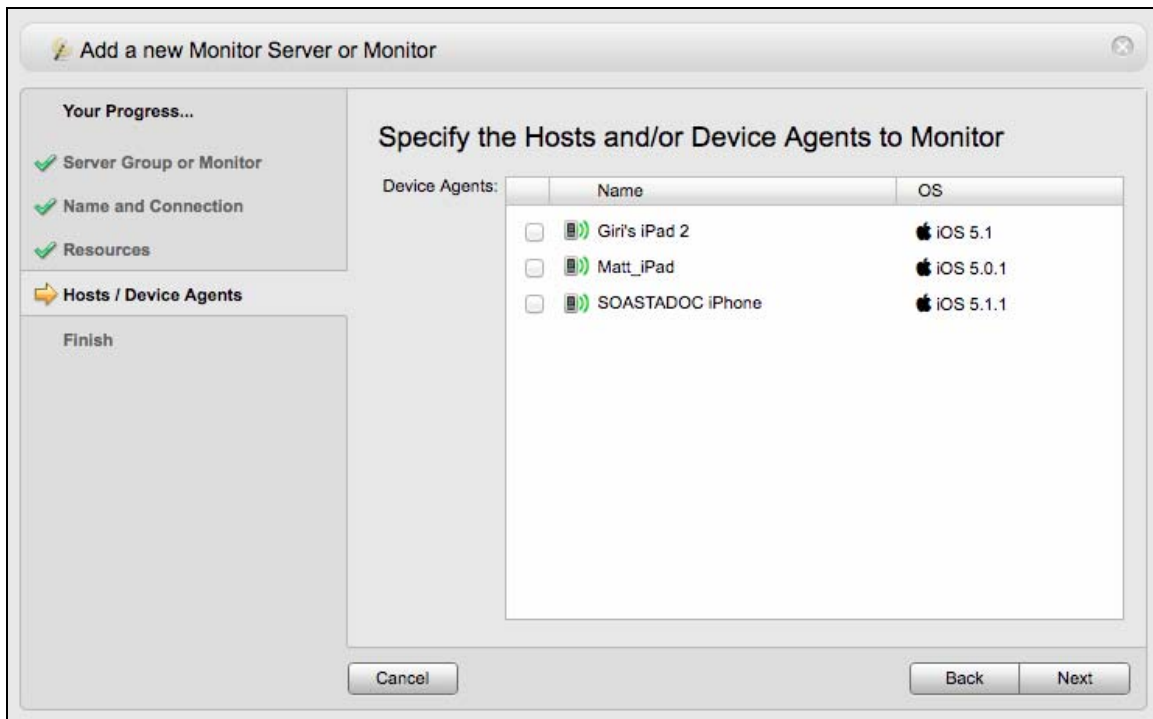 Add a new Monitor Server or Monitor
Your Progress...
Server Group or Monitor
Name and Connection
Resources
Hosts / Device Agents
Finish
Specify the Hosts and/or Device Agents to Monitor
Device Agents:
Name OS
Giri's iPad 2 iOS 5.1
Matt_iPad iOS 5.0.1
SOASTADOC iPhone iOS 5.1.1
Cancel Back Next